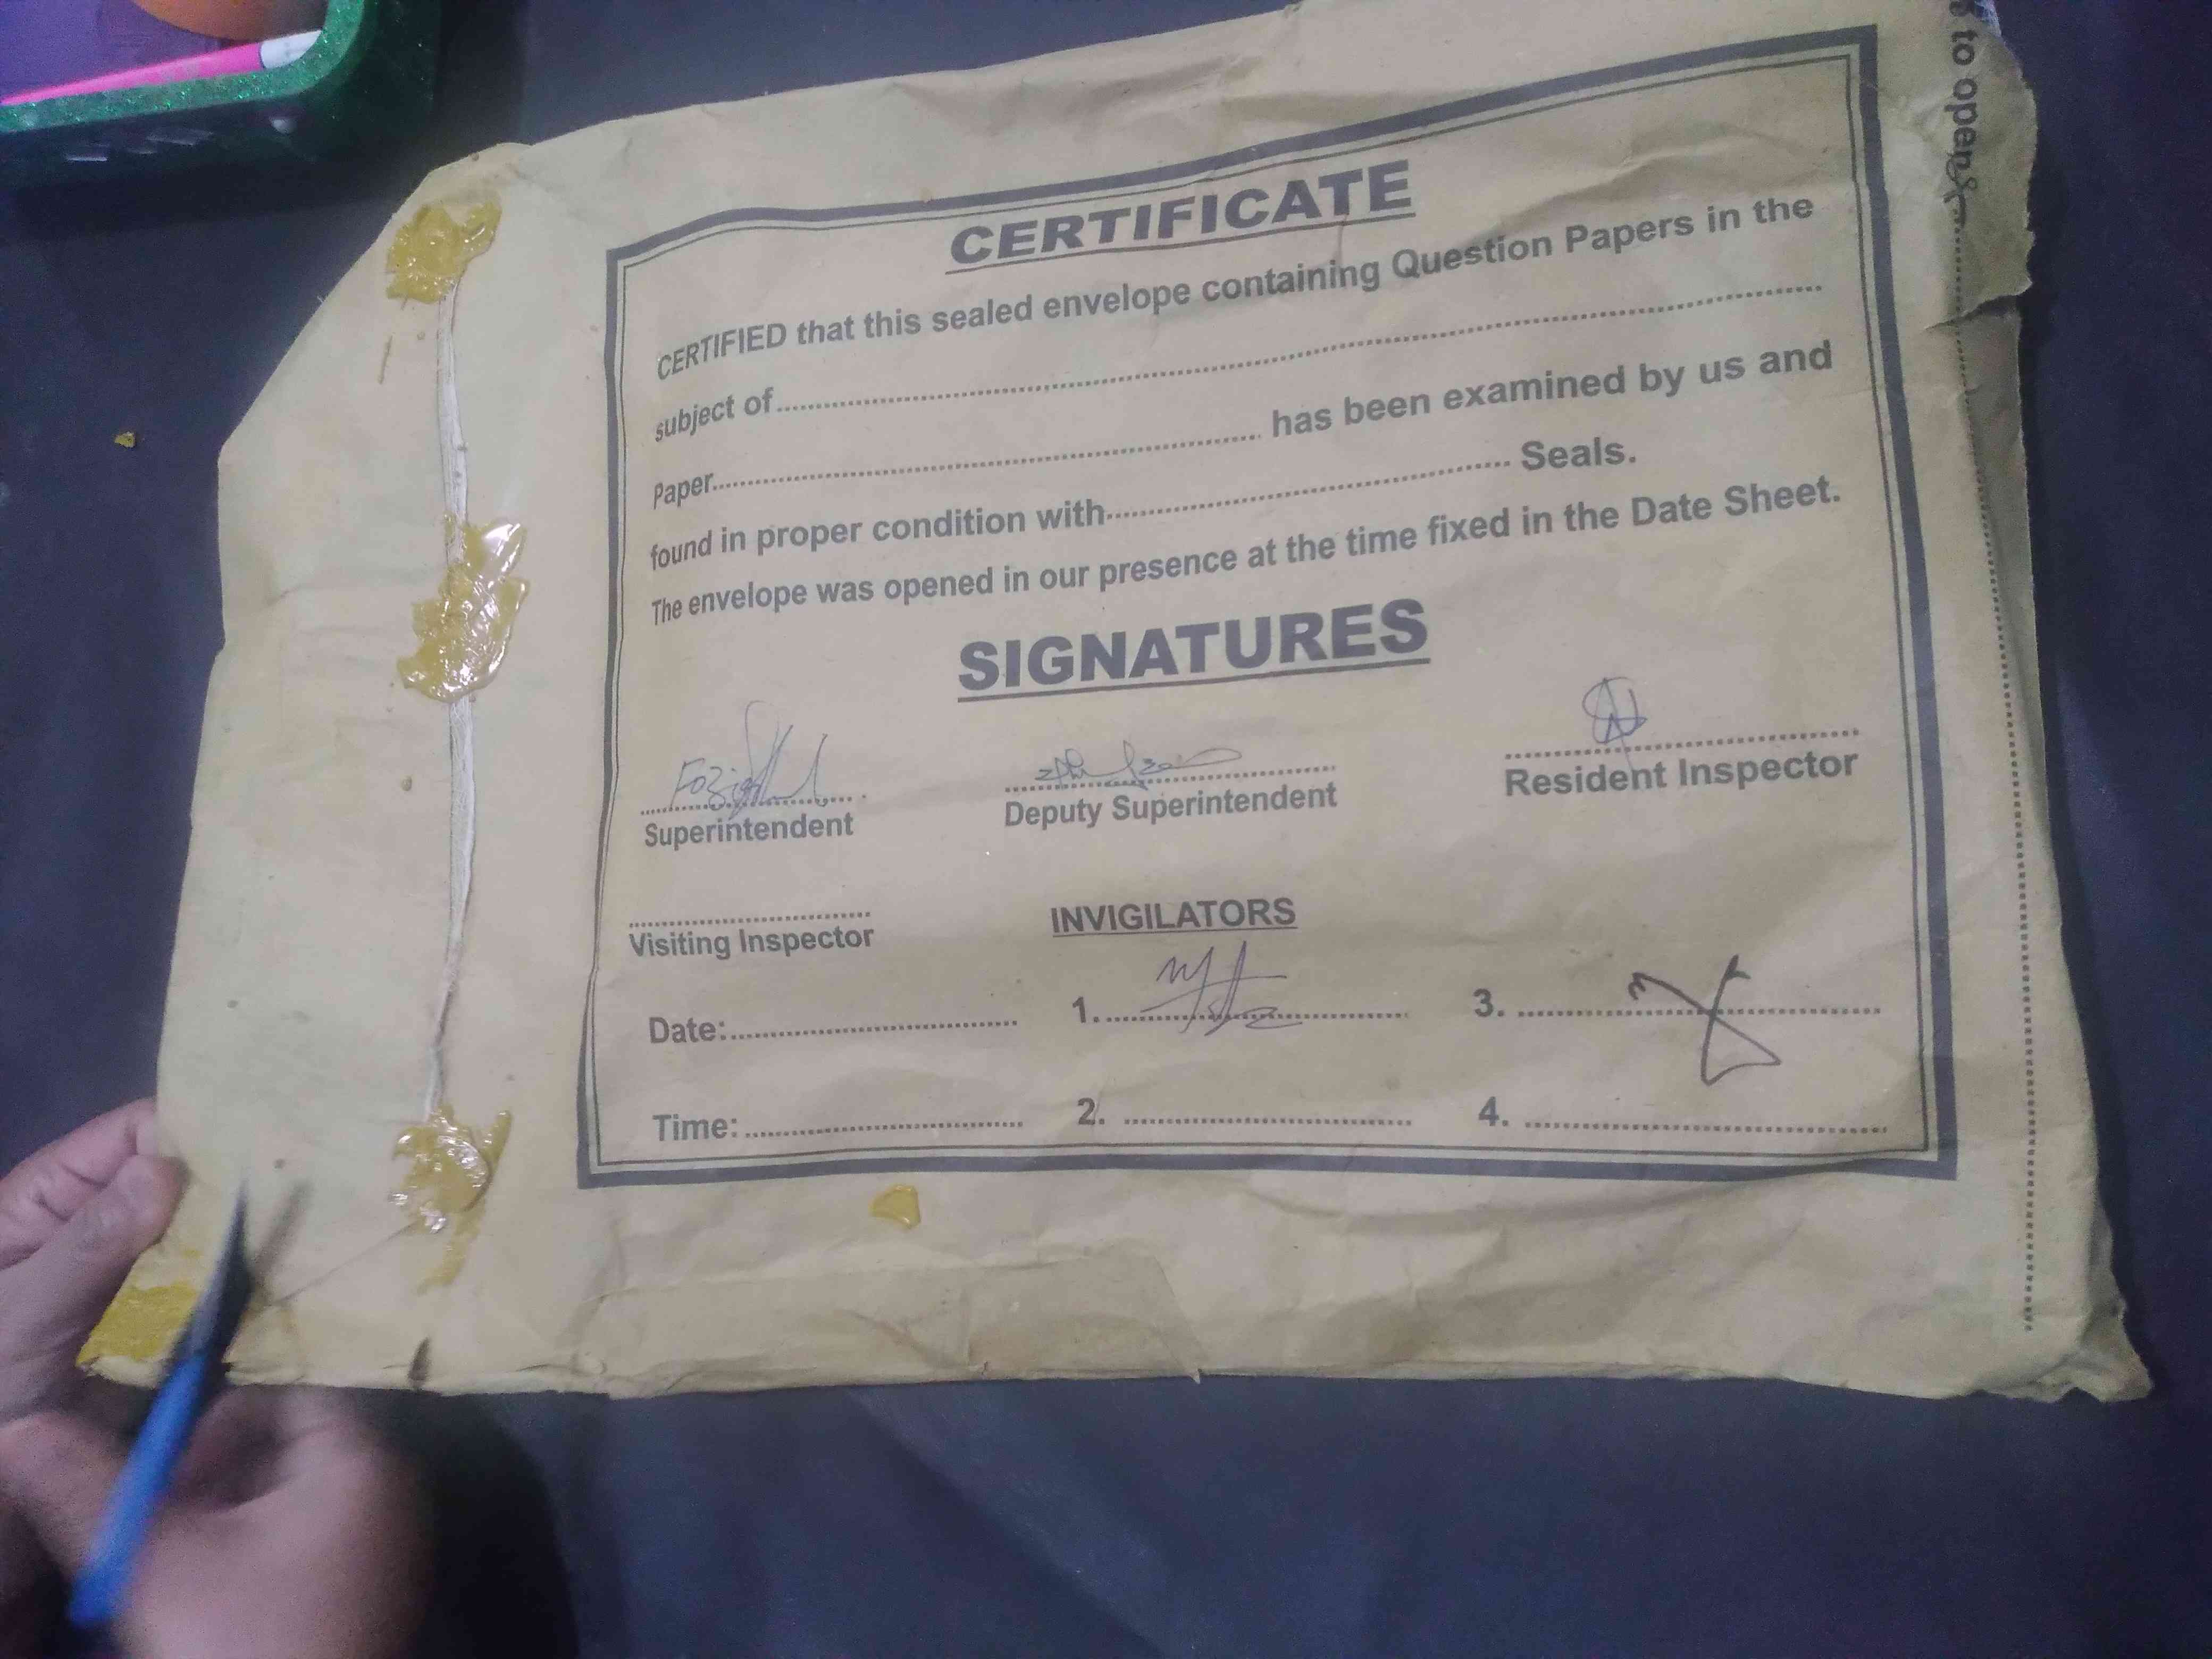 to open
CERTIFICATE
CERTIFIED that this sealed envelope containing Question Papers in the
subject of
Paper has been examined by us and
found in proper condition with Seals.
The envelope was opened in our presence at the time fixed in the Date Sheet.
SIGNATURES
Superintendent Deputy Superintendent Resident Inspector
Visiting Inspector INVIGILATORS
Date: 1. 3.
Time: 2. 4.